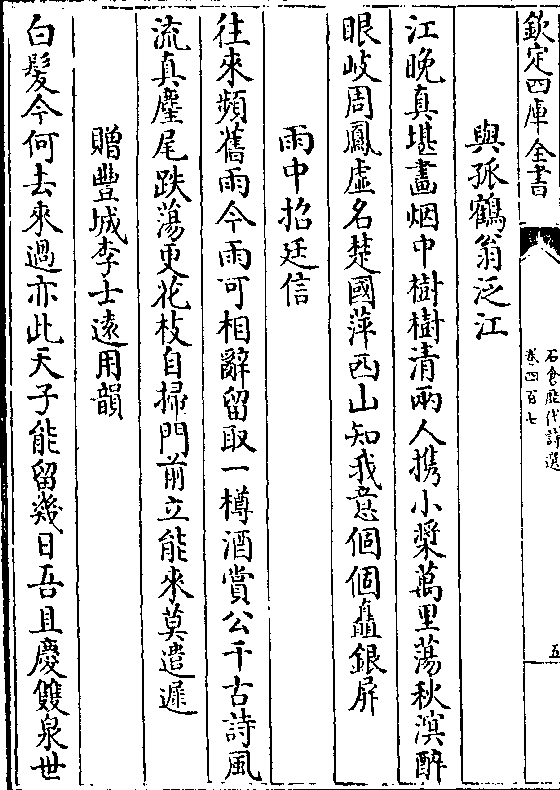 欽定四庫全書
石倉歷代詩選
卷四百七
五
與孤鶴翁泛江
江晚真堪畫烟中樹樹清兩人携小槳萬里蕩秋溟醉
眼岐周鳳虛名楚國萍西山知我意個個矗銀屏
雨中招廷信
往來頻舊雨今雨可相辭留取一樽酒賞公千古詩風
流真麈尾跌蕩更花枝自掃門前立能來莫遣遲
贈豐城李士遠用韻
白髮今何去來過亦此天子能留幾日吾且慶雙泉世